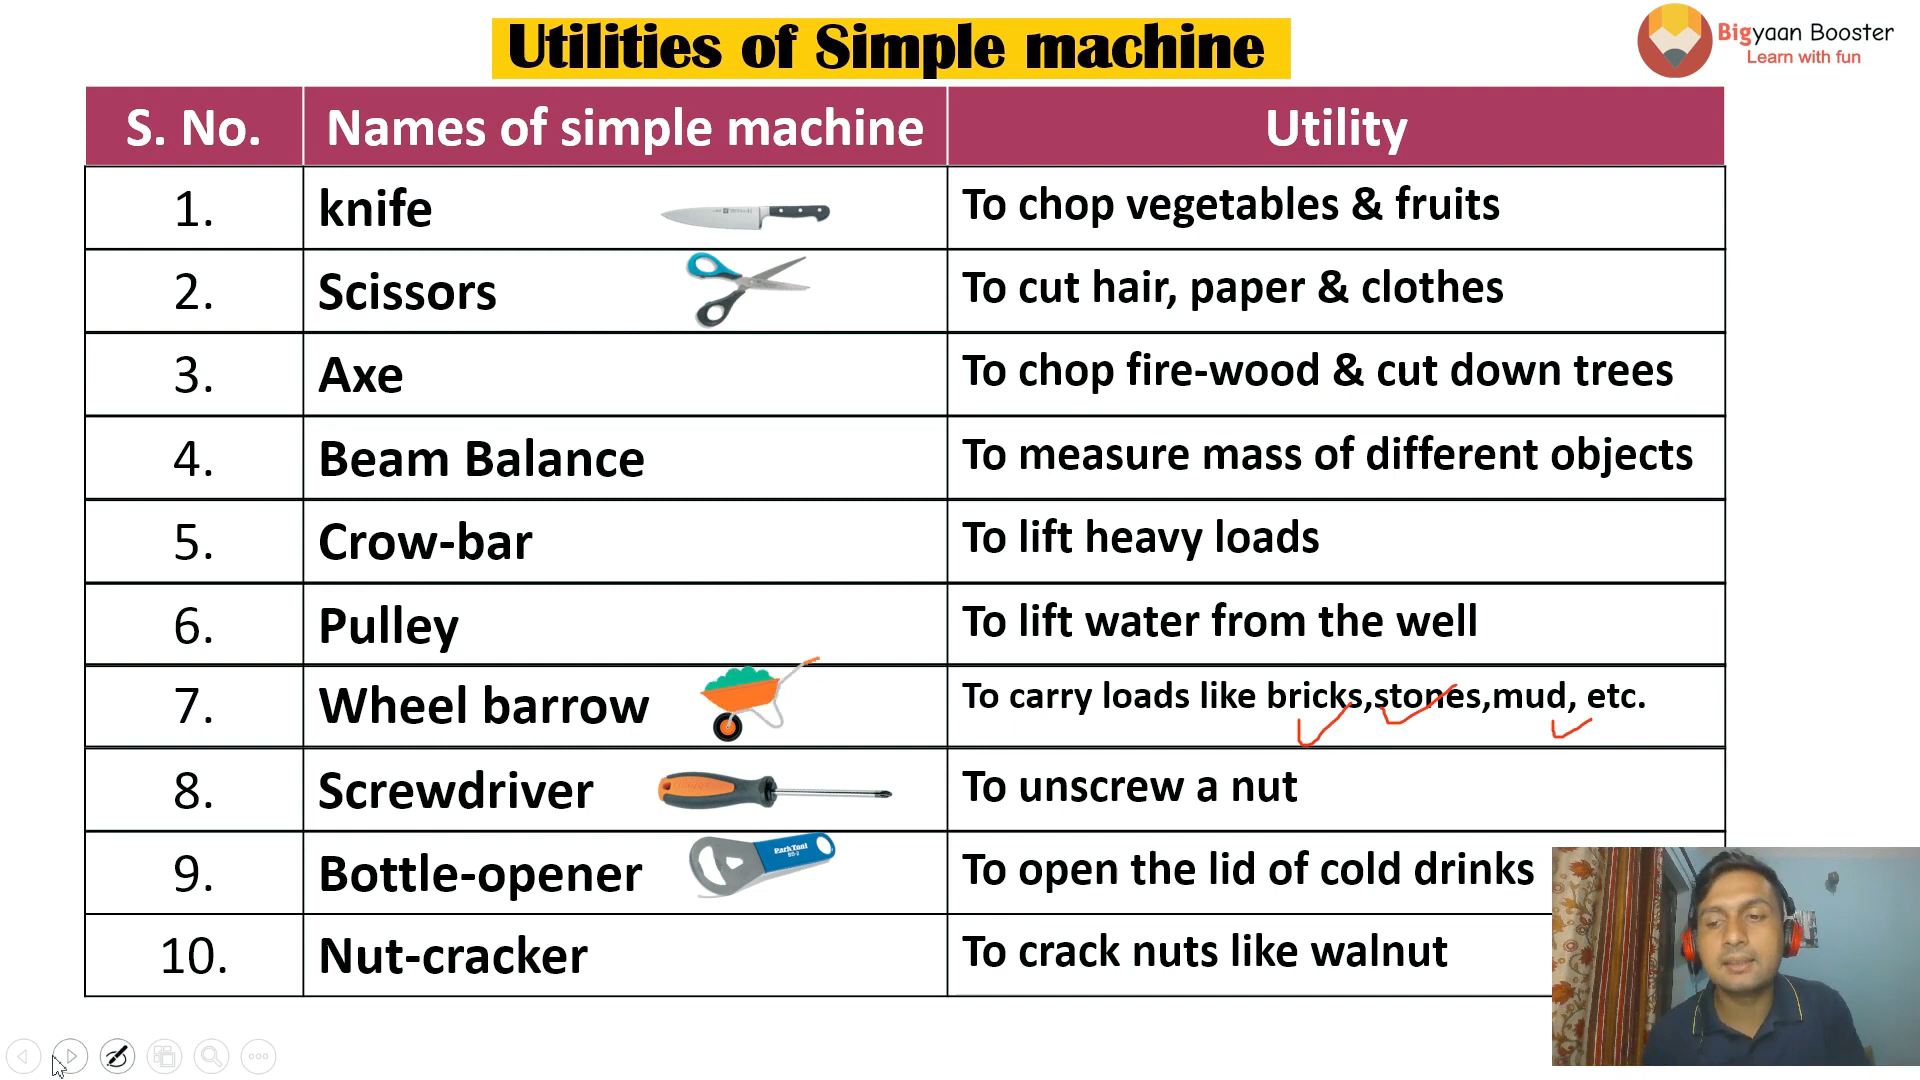 Utilities of Simple machine
Bigyaan Booster
Learn with fun
S. No. Names of simple machine Utility
1. knife To chop vegetables & fruits
2. Scissors To cut hair, paper & clothes
3. Axe To chop fire-wood & cut down trees
4. Beam Balance To measure mass of different objects
5. Crow-bar To lift heavy loads
6. Pulley To lift water from the well
7. Wheel barrow To carry loads like bricks,stones,mud, etc.
8. Screwdriver To unscrew a nut
9. Bottle-opener ParkTool To open the lid of cold drinks
10. Nut-cracker To crack nuts like walnut